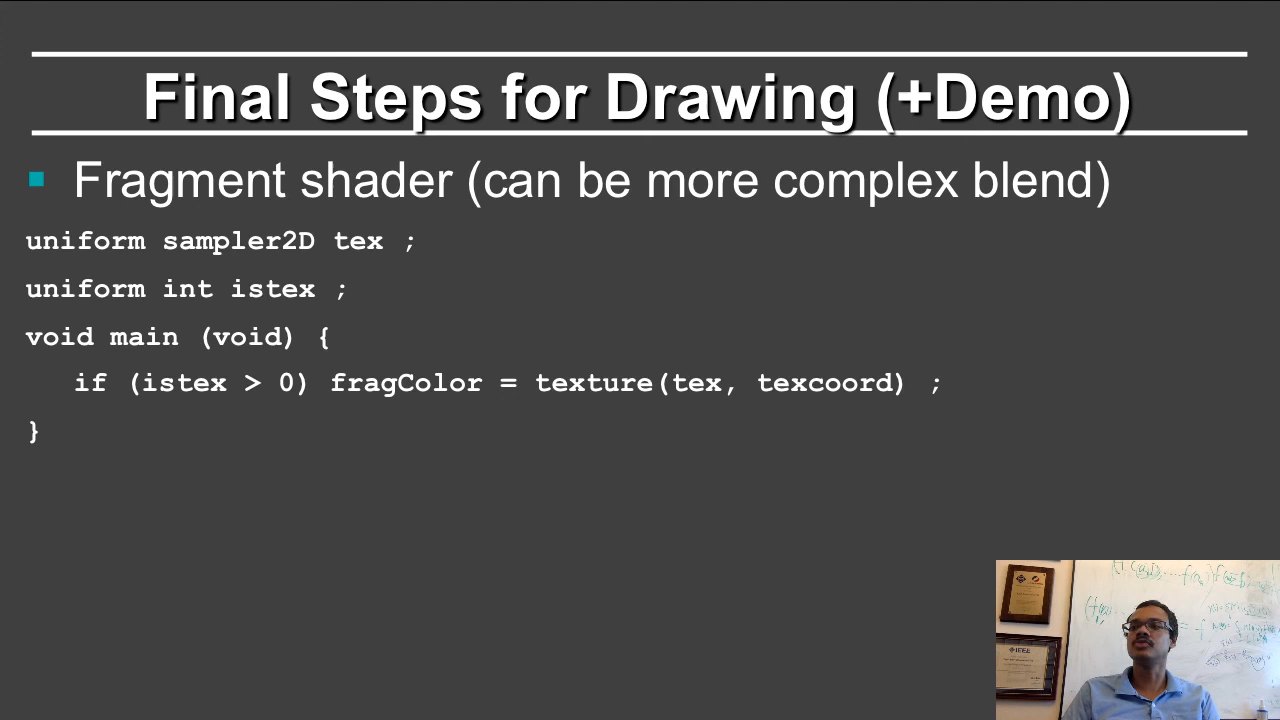 Final Steps for Drawing (+Demo)
Fragment shader (can be more complex blend)
uniform sampler2D tex ;
uniform int istex ;
void main (void) {
if (istex > 0) fragColor = texture(tex, texcoord) ;
}
IEEE